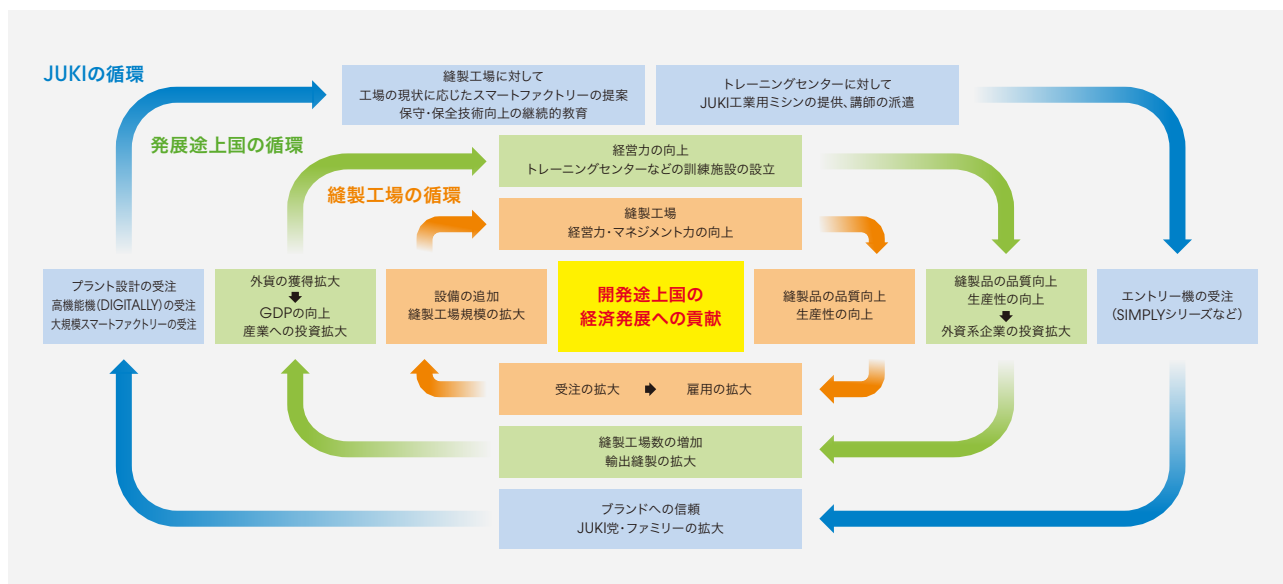 JUKIの循環
縫製工場に対して
工場の現状に応じたスマートファクトリーの提案
保守・保全技術向上の継続的教育
トレーニングセンターに対して
JUKI工業用ミシンの提供、講師の派遣
発展途上国の循環
経営力の向上
トレーニングセンターなどの訓練施設の設立
縫製工場の循環
縫製工場
経営力・マネジメント力の向上
プラント設計の受注
高機能機(DIGITALLY)の受注
大規模スマートファクトリーの受注
外貨の獲得拡大
GDPの向上
産業への投資拡大
設備の追加
縫製工場規模の拡大
開発途上国の
経済発展への貢献
縫製品の品質向上
生産性の向上
縫製品の品質向上
生産性の向上
外資系企業の投資拡大
エントリー機の受注
(SIMPLYシリーズなど)
受注の拡大 雇用の拡大
縫製工場数の増加
輸出縫製の拡大
ブランドへの信頼
JUKI党・ファミリーの拡大